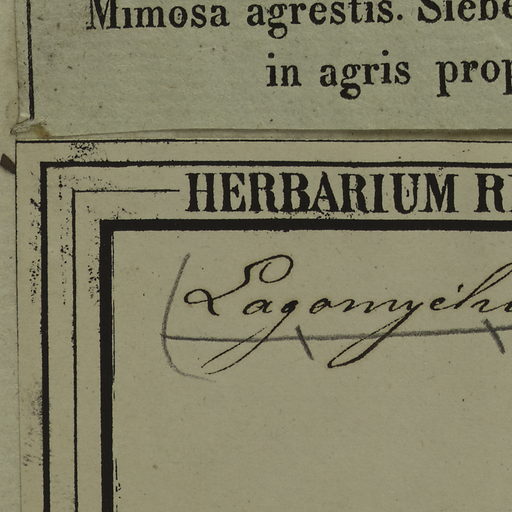 Mimosa agrestis. Siebe
in agris prop
HERBARIUM R
Lagonychi